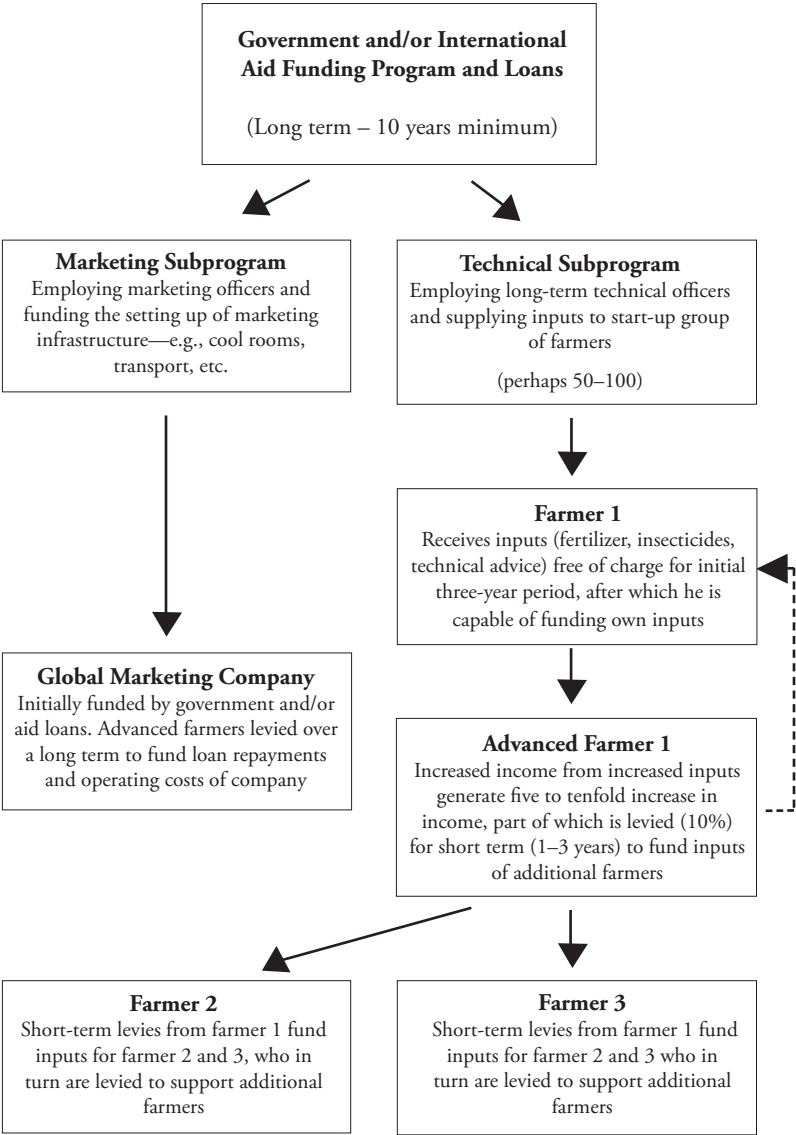 Government and/or International
Aid Funding Program and Loans
(Long term – 10 years minimum)
Marketing Subprogram
Employing marketing officers and
funding the setting up of marketing
infrastructure—e.g., cool rooms,
transport, etc.
Technical Subprogram
Employing long-term technical officers
and supplying inputs to start-up group
of farmers
(perhaps 50–100)
Farmer 1
Receives inputs (fertilizer, insecticides,
technical advice) free of charge for initial
three-year period, after which he is
capable of funding own inputs
Global Marketing Company
Initially funded by government and/or
aid loans. Advanced farmers levied over
a long term to fund loan repayments
and operating costs of company
Advanced Farmer 1
Increased income from increased inputs
generate five to tenfold increase in
income, part of which is levied (10%)
for short term (1–3 years) to fund inputs
of additional farmers
Farmer 2
Short-term levies from farmer 1 fund
inputs for farmer 2 and 3, who in
turn are levied to support additional
farmers
Farmer 3
Short-term levies from farmer 1 fund
inputs for farmer 2 and 3 who in
turn are levied to support additional
farmers